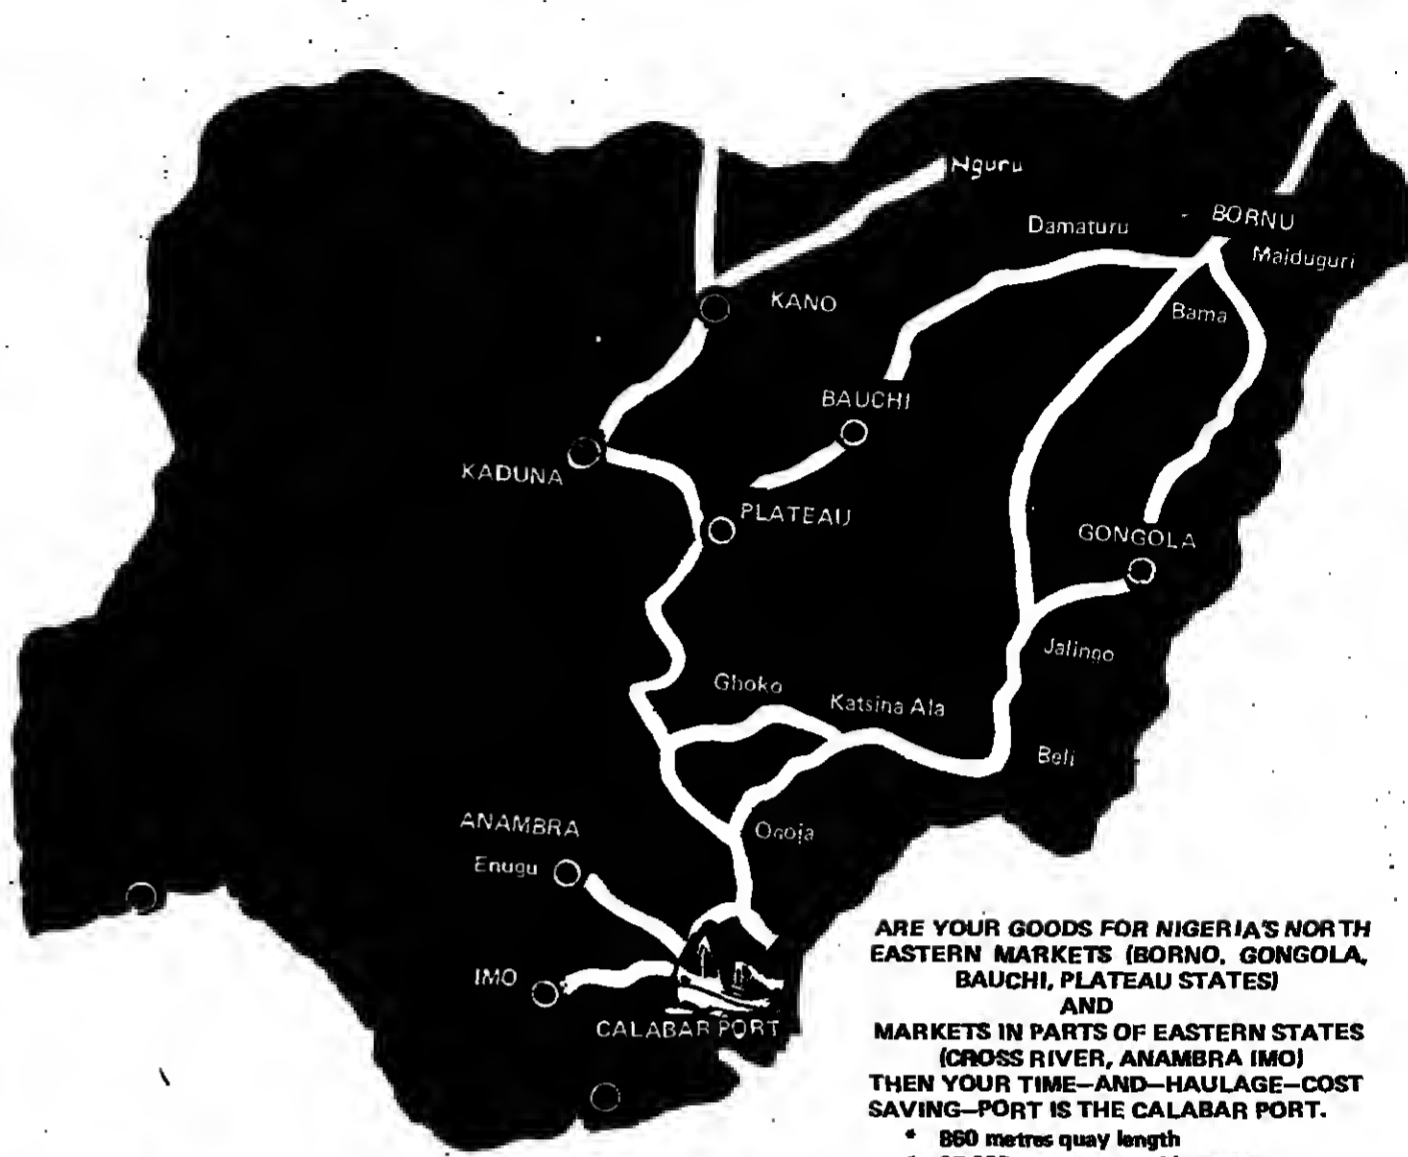 Nguru
Damaturu
BORNU
Maiduguri
KANO
Bama
BAUCHI
KADUNA
PLATEAU
GONGOLA
Jalingo
Gboko
Katsina Ala
Beli
ANAMBRA
Ogoja
Enugu
IMO
CALABAR PORT
ARE YOUR GOODS FOR NIGERIA'S NORTH
EASTERN MARKETS (BORNO, GONGOLA,
BAUCHI, PLATEAU STATES)
AND
MARKETS IN PARTS OF EASTERN STATES
(CROSS RIVER, ANAMBRA IMO)
THEN YOUR TIME—AND—HAULAGE—COST
SAVING—PORT IS THE CALABAR PORT.
* 860 metres quay length